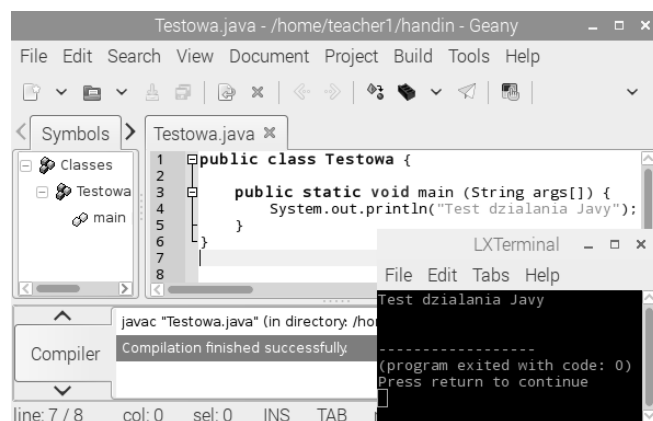 Testowa.java - /home/teacher1/handin - Geany
File Edit Search View Document Project Build Tools Help
Symbols
Testowa.java
Classes
Testowa
main
1 public class Testowa {
2
3 public static void main (String args[]) {
4 System.out.println("Test dzialania Javy");
5 }
6 }
7
8
javac "Testowa.java" (in directory: /ho
Compiler
Compilation finished successfully.
LXTerminal
File Edit Tabs Help
Test dzialania Javy
------------------
(program exited with code: 0)
Press return to continue
line: 7 / 8 col: 0 sel: 0 INS TAB